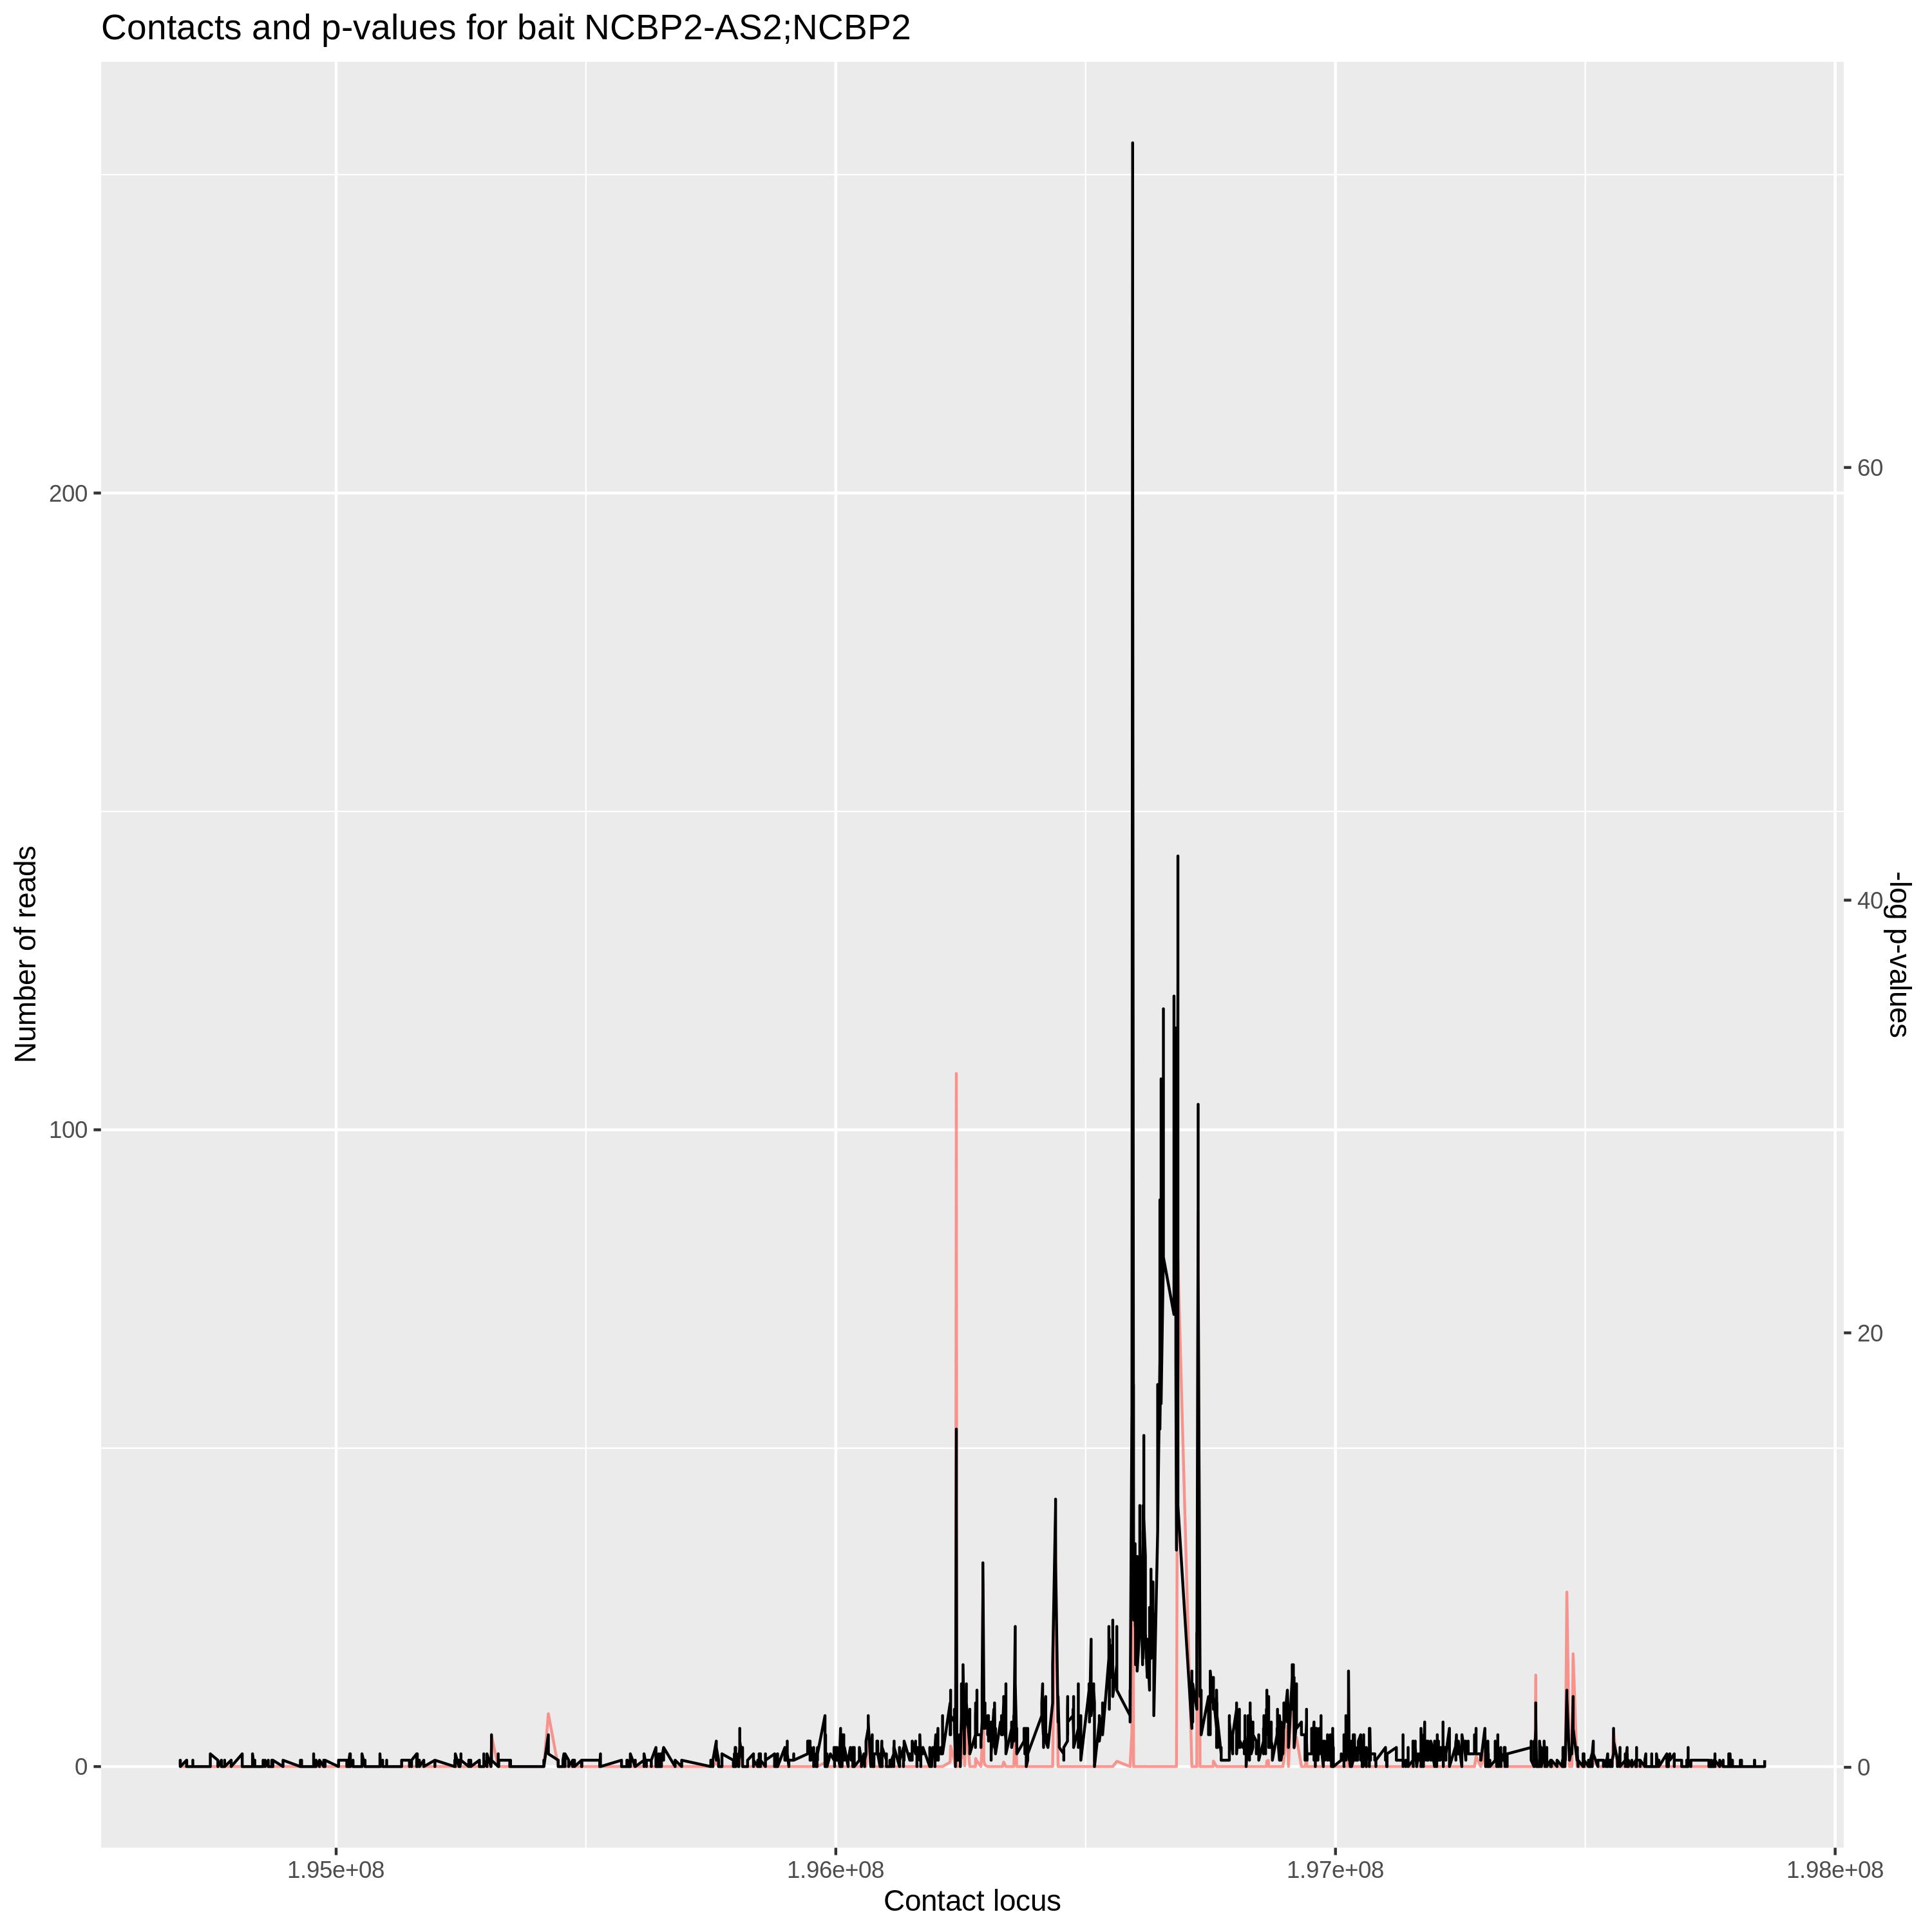 Contacts and p-values for bait NCBP2-AS2;NCBP2
Number of reads
200
100
0
60
40
20
0
-log p-values
1.95e+08
1.96e+08
1.97e+08
1.98e+08
Contact locus